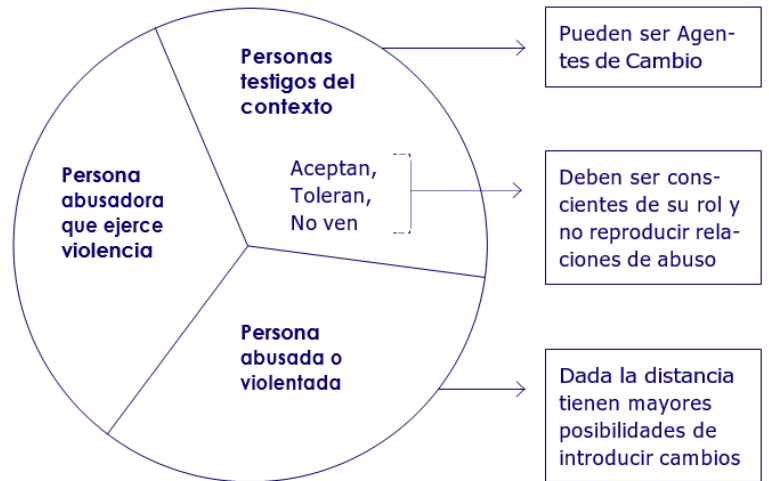 Personas
testigos del
contexto
Aceptan,
Toleran,
No ven
Persona
abusadora
que ejerce
violencia
Persona
abusada o
violentada
Pueden ser Agen-
tes de Cambio
Deben ser cons-
cientes de su rol y
no reproducir rela-
ciones de abuso
Dada la distancia
tienen mayores
posibilidades de
introducir cambios